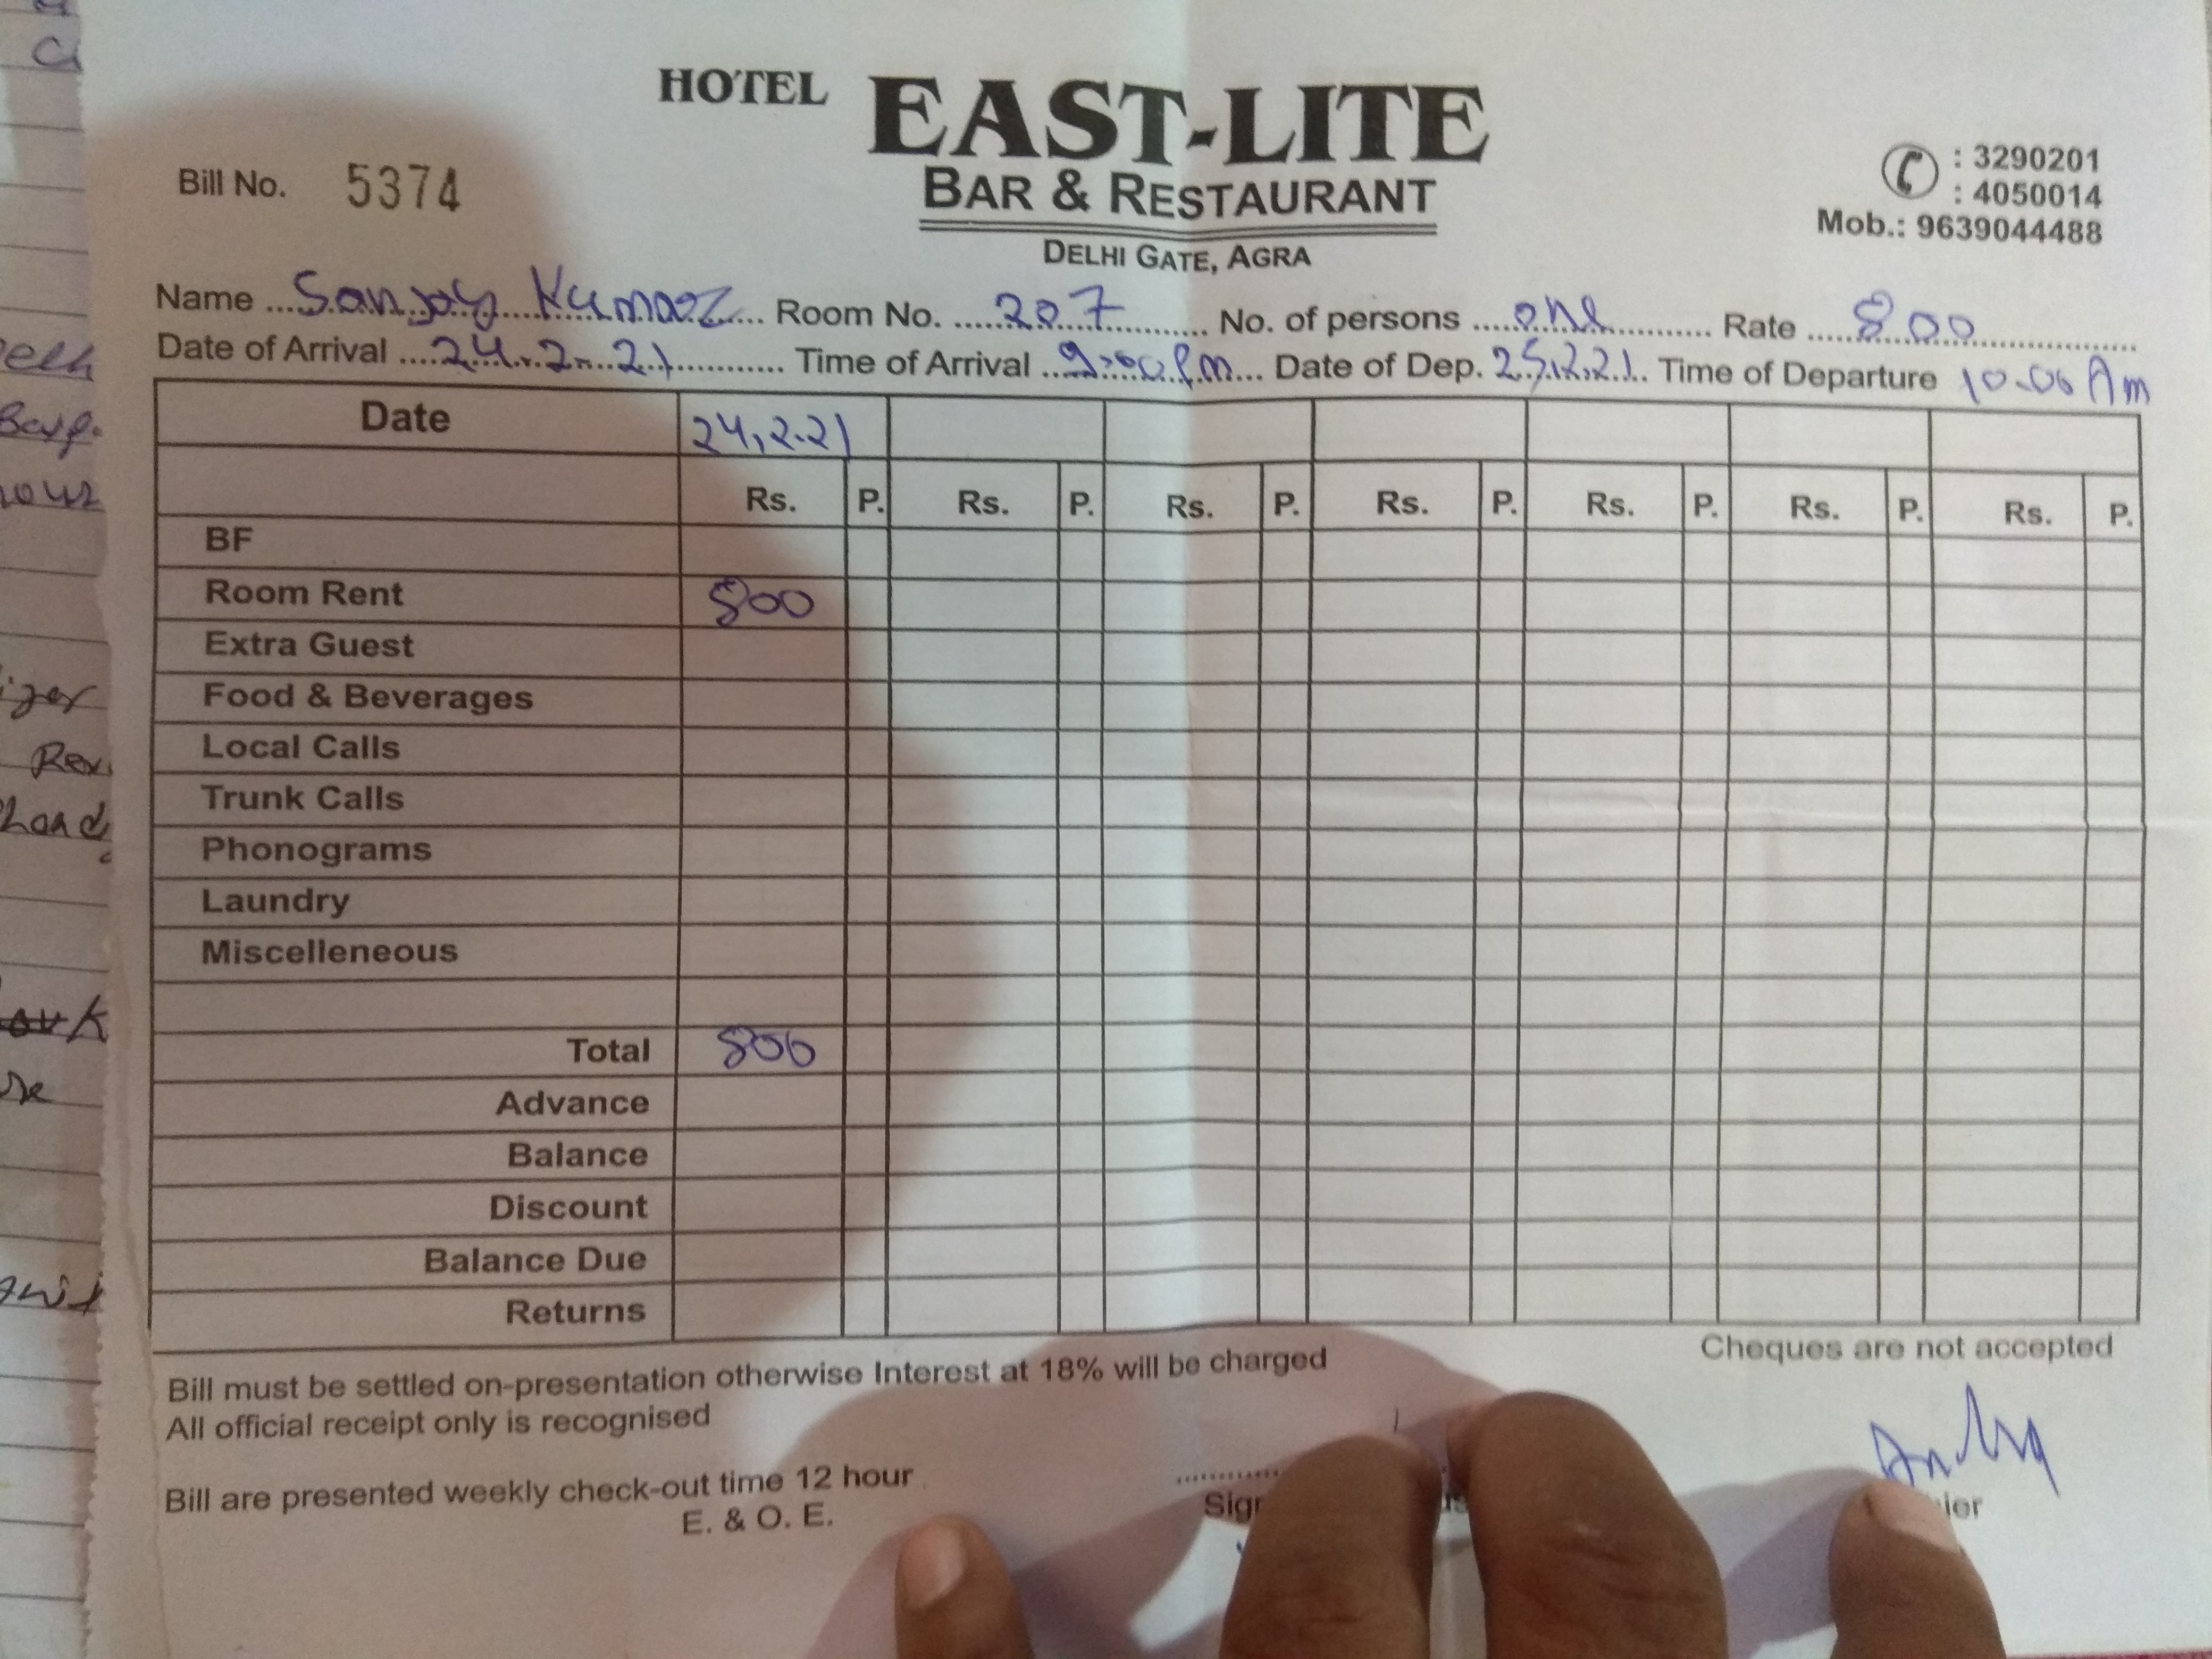 HOTEL EAST-LITE
BAR & RESTAURANT
DELHI GATE, AGRA
Bill No. 5374
: 3290201
: 4050014
Mob.: 9639044488
Name Sanjay Kumar Room No. 207 No. of persons one Rate 800
Date of Arrival 24.2.21 Time of Arrival 9:00 Pm Date of Dep. 25.2.21 Time of Departure 10.00 Am
Date 24.2.21
Rs. P. Rs. P. Rs. P. Rs. P. Rs. P. Rs. P. Rs. P.
BF
Room Rent 800
Extra Guest
Food & Beverages
Local Calls
Trunk Calls
Phonograms
Laundry
Miscelleneous
Total 800
Advance
Balance
Discount
Balance Due
Returns
Bill must be settled on-presentation otherwise Interest at 18% will be charged
Cheques are not accepted
All official receipt only is recognised
Bill are presented weekly check-out time 12 hour
E. & O. E.